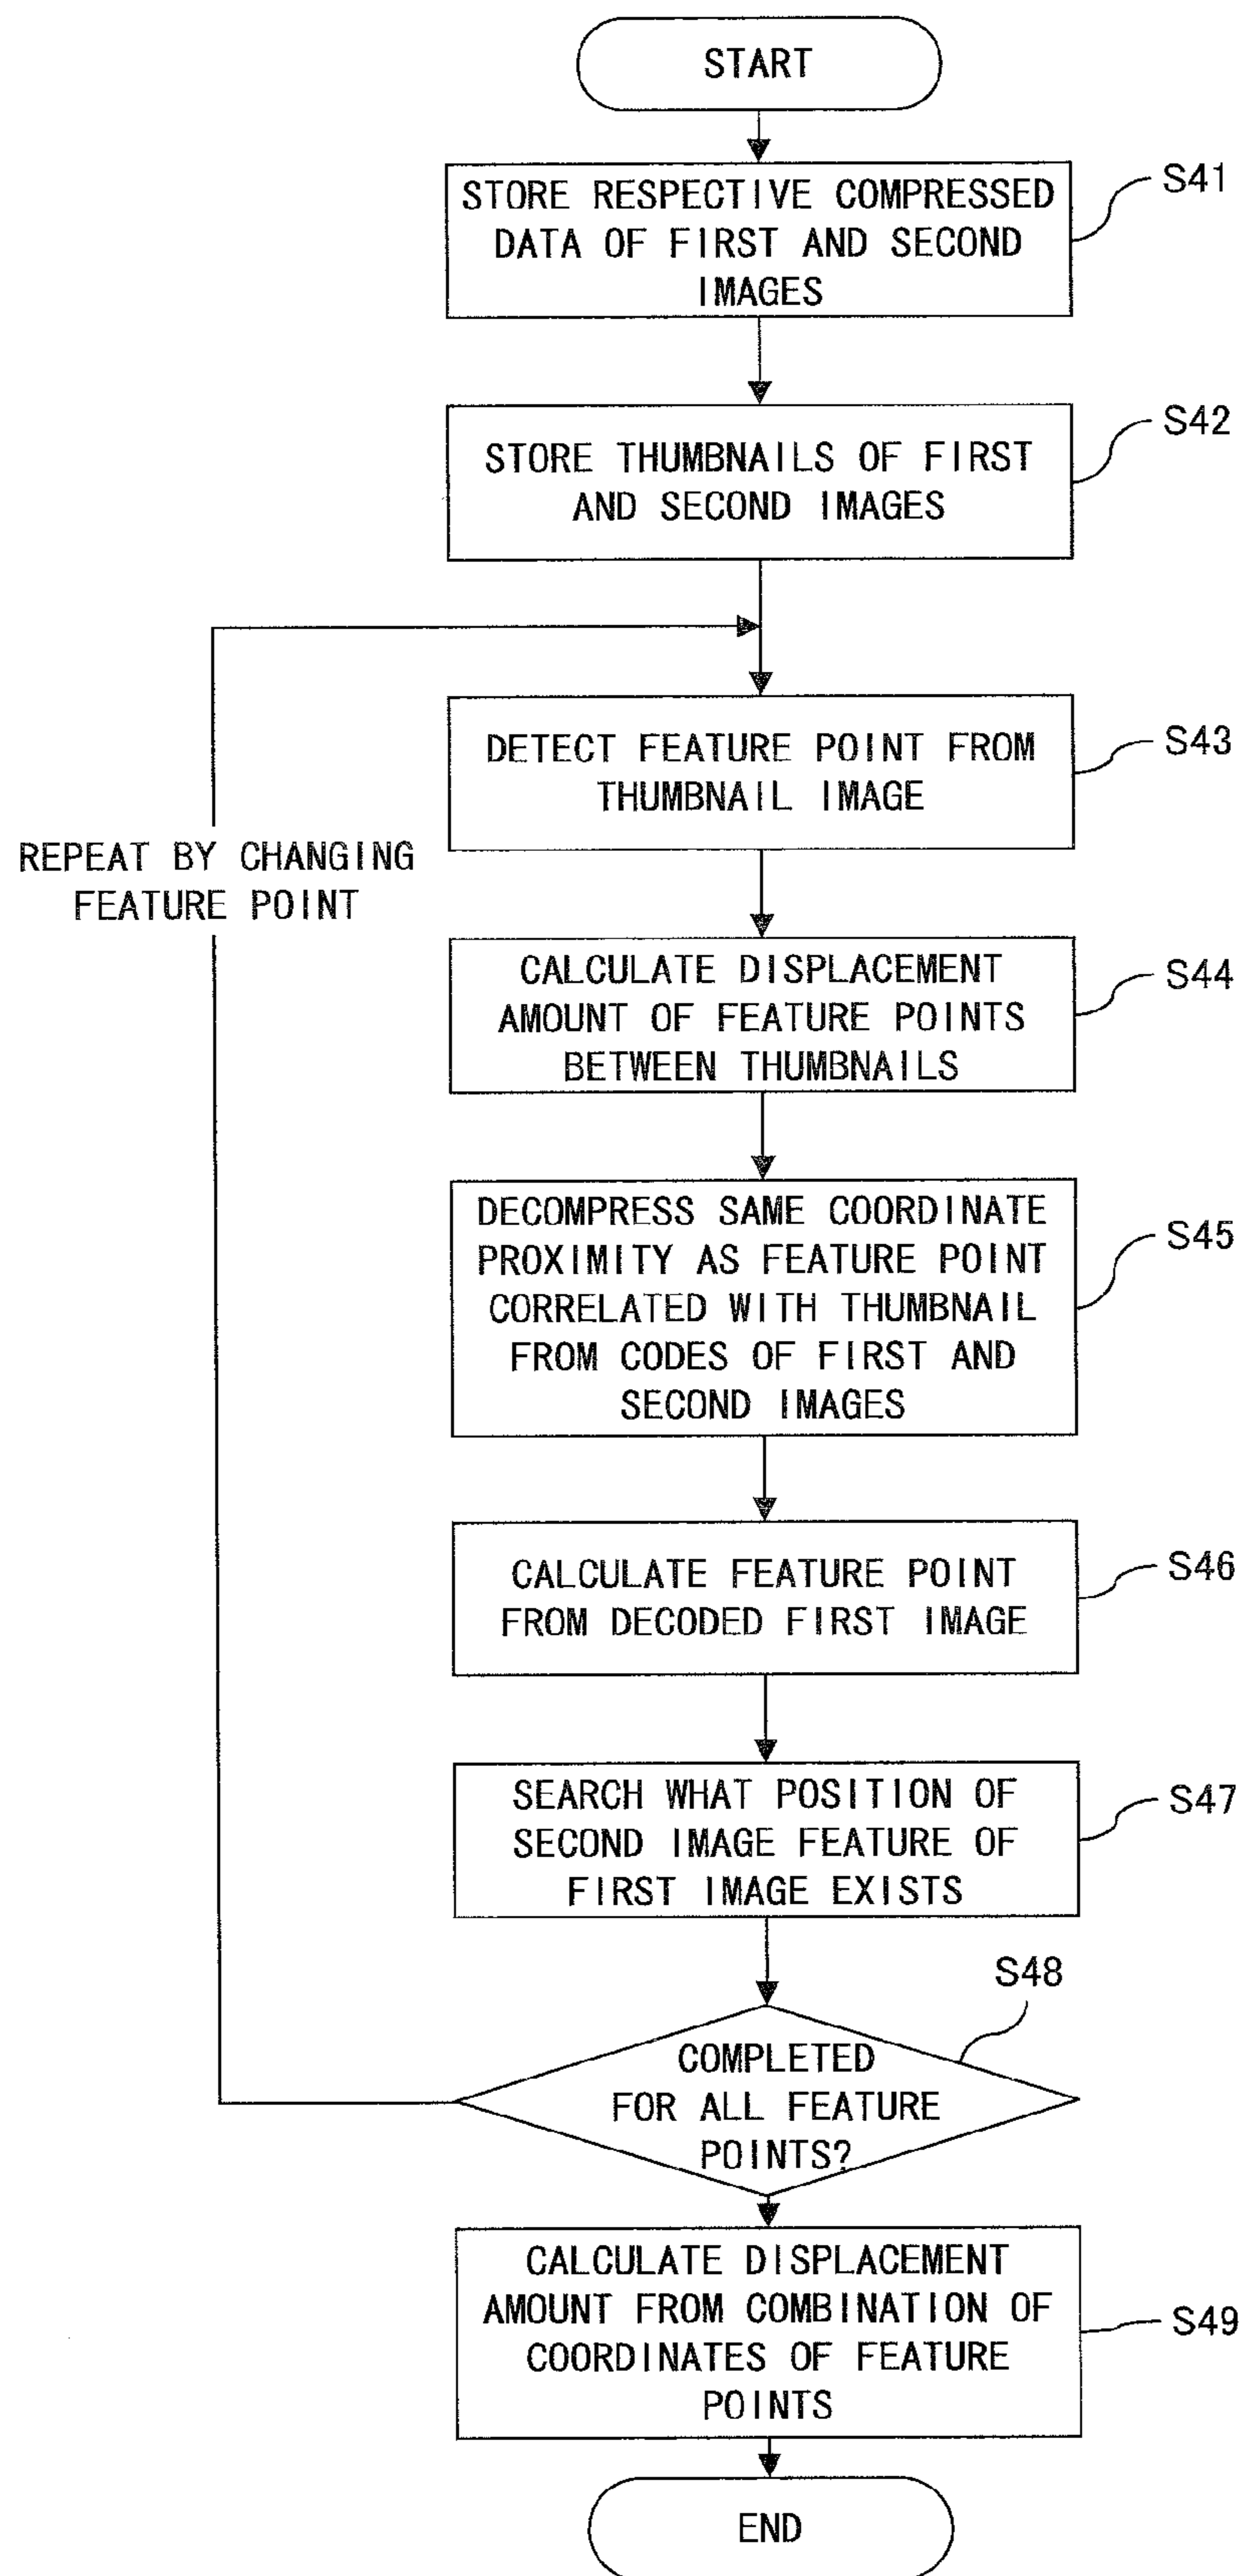 START
STORE RESPECTIVE COMPRESSED
DATA OF FIRST AND SECOND
IMAGES
S41
STORE THUMBNAILS OF FIRST
AND SECOND IMAGES
S42
DETECT FEATURE POINT FROM
THUMBNAIL IMAGE
S43
REPEAT BY CHANGING
FEATURE POINT
CALCULATE DISPLACEMENT
AMOUNT OF FEATURE POINTS
BETWEEN THUMBNAILS
S44
DECOMPRESS SAME COORDINATE
PROXIMITY AS FEATURE POINT
CORRELATED WITH THUMBNAIL
FROM CODES OF FIRST AND
SECOND IMAGES
S45
CALCULATE FEATURE POINT
FROM DECODED FIRST IMAGE
S46
SEARCH WHAT POSITION OF
SECOND IMAGE FEATURE OF
FIRST IMAGE EXISTS
S47
S48
COMPLETED
FOR ALL FEATURE
POINTS?
CALCULATE DISPLACEMENT
AMOUNT FROM COMBINATION OF
COORDINATES OF FEATURE
POINTS
S49
END